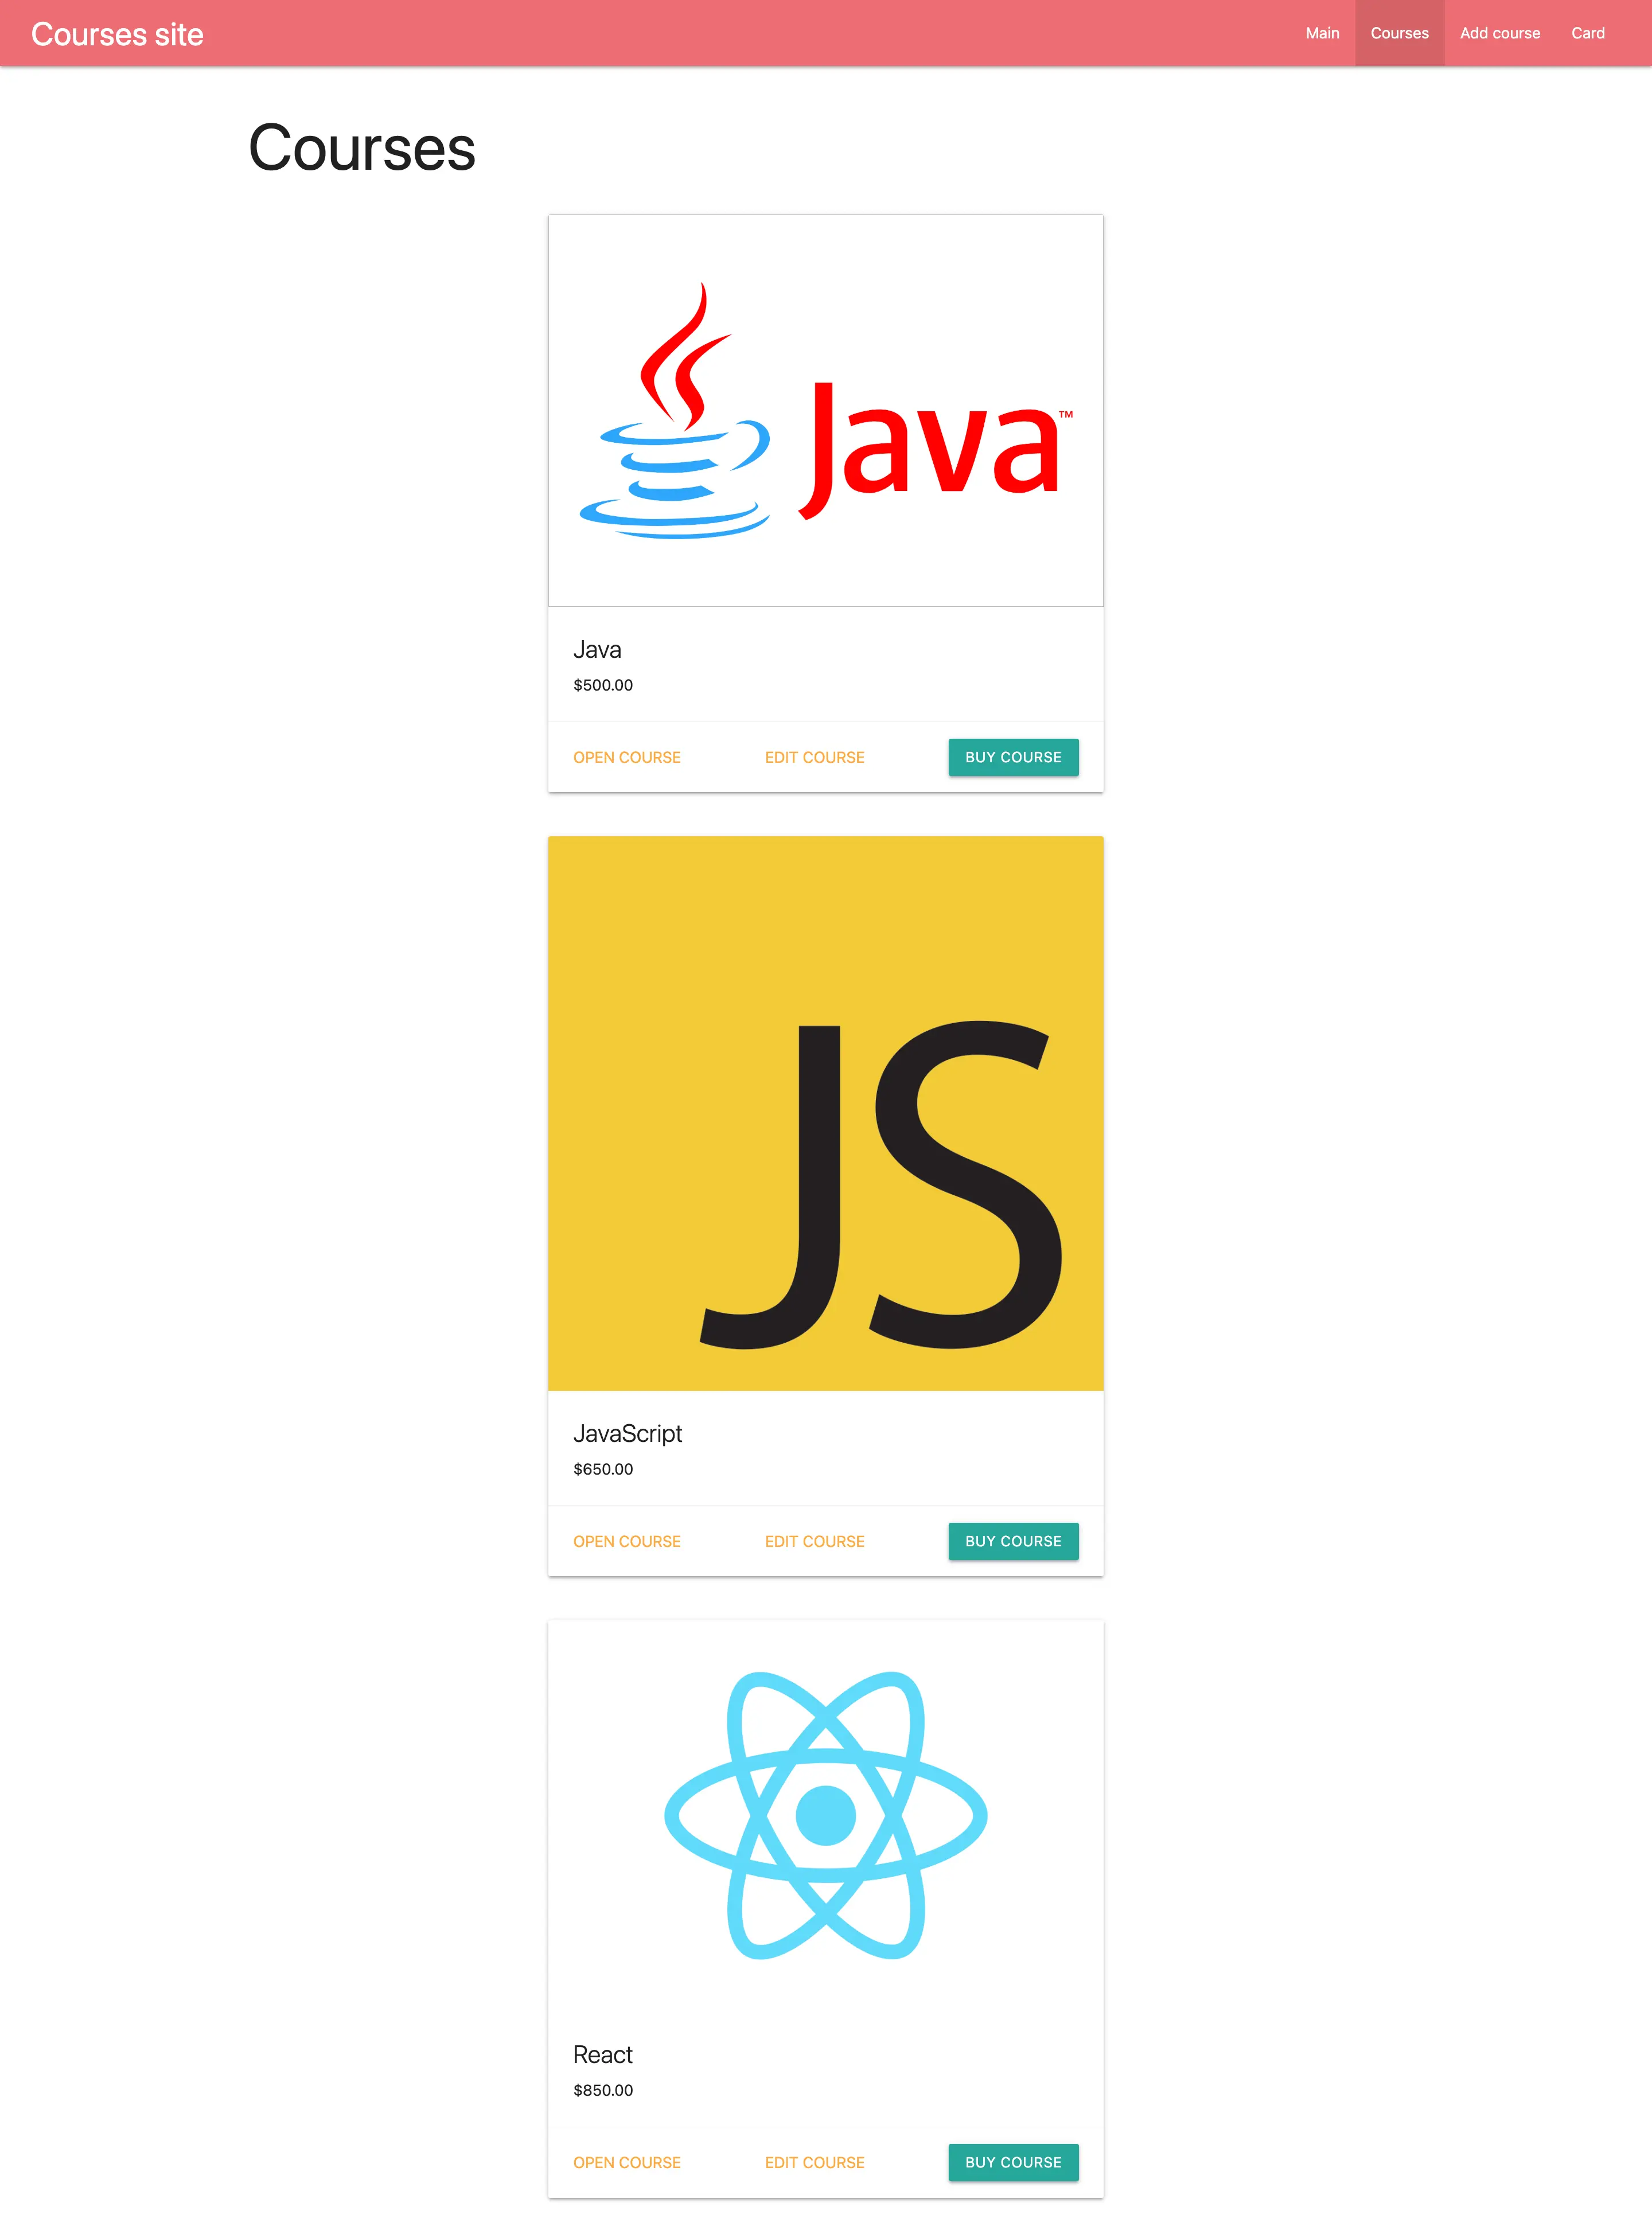 Courses site
Main
Courses
Add course
Card
Courses
Java™
Java
$500.00
OPEN COURSE
EDIT COURSE
BUY COURSE
JS
JavaScript
$650.00
OPEN COURSE
EDIT COURSE
BUY COURSE
React
$850.00
OPEN COURSE
EDIT COURSE
BUY COURSE